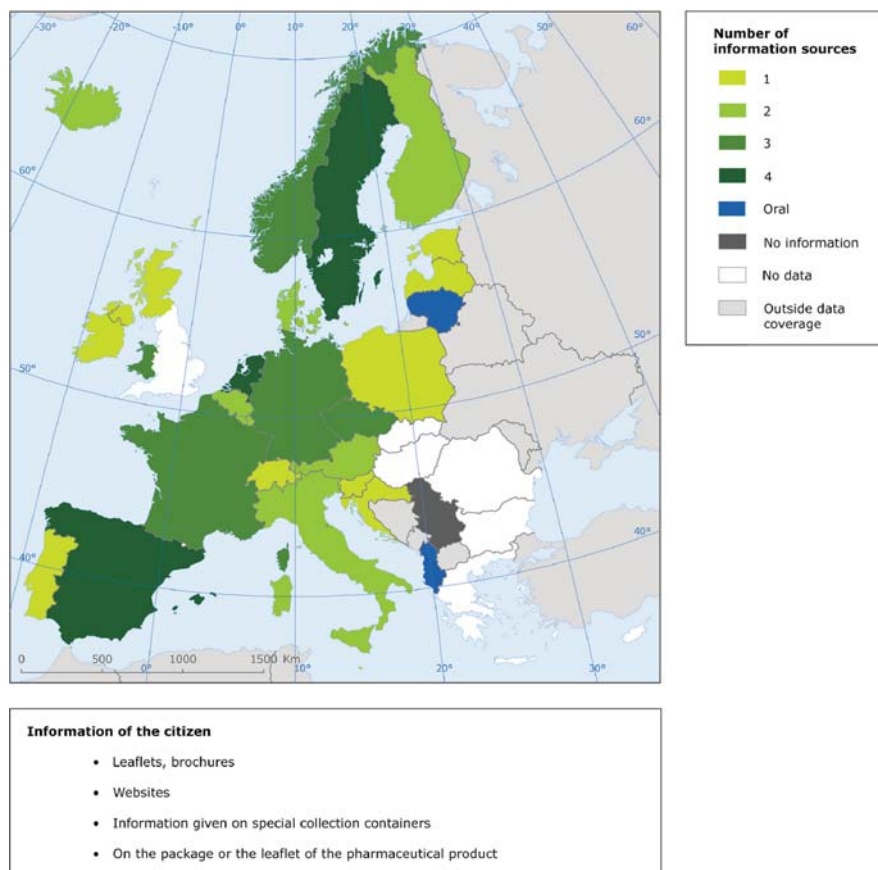 -30° -20° -10° 0° 10° 20° 30° 40° 50° 60°
60°
60°
50°
50°
40°
40°
0 500 1000 1500 Km
0° 10° 20° 30°
Number of
information sources
1
2
3
4
Oral
No information
No data
Outside data
coverage
Information of the citizen
• Leaflets, brochures
• Websites
• Information given on special collection containers
• On the package or the leaflet of the pharmaceutical product